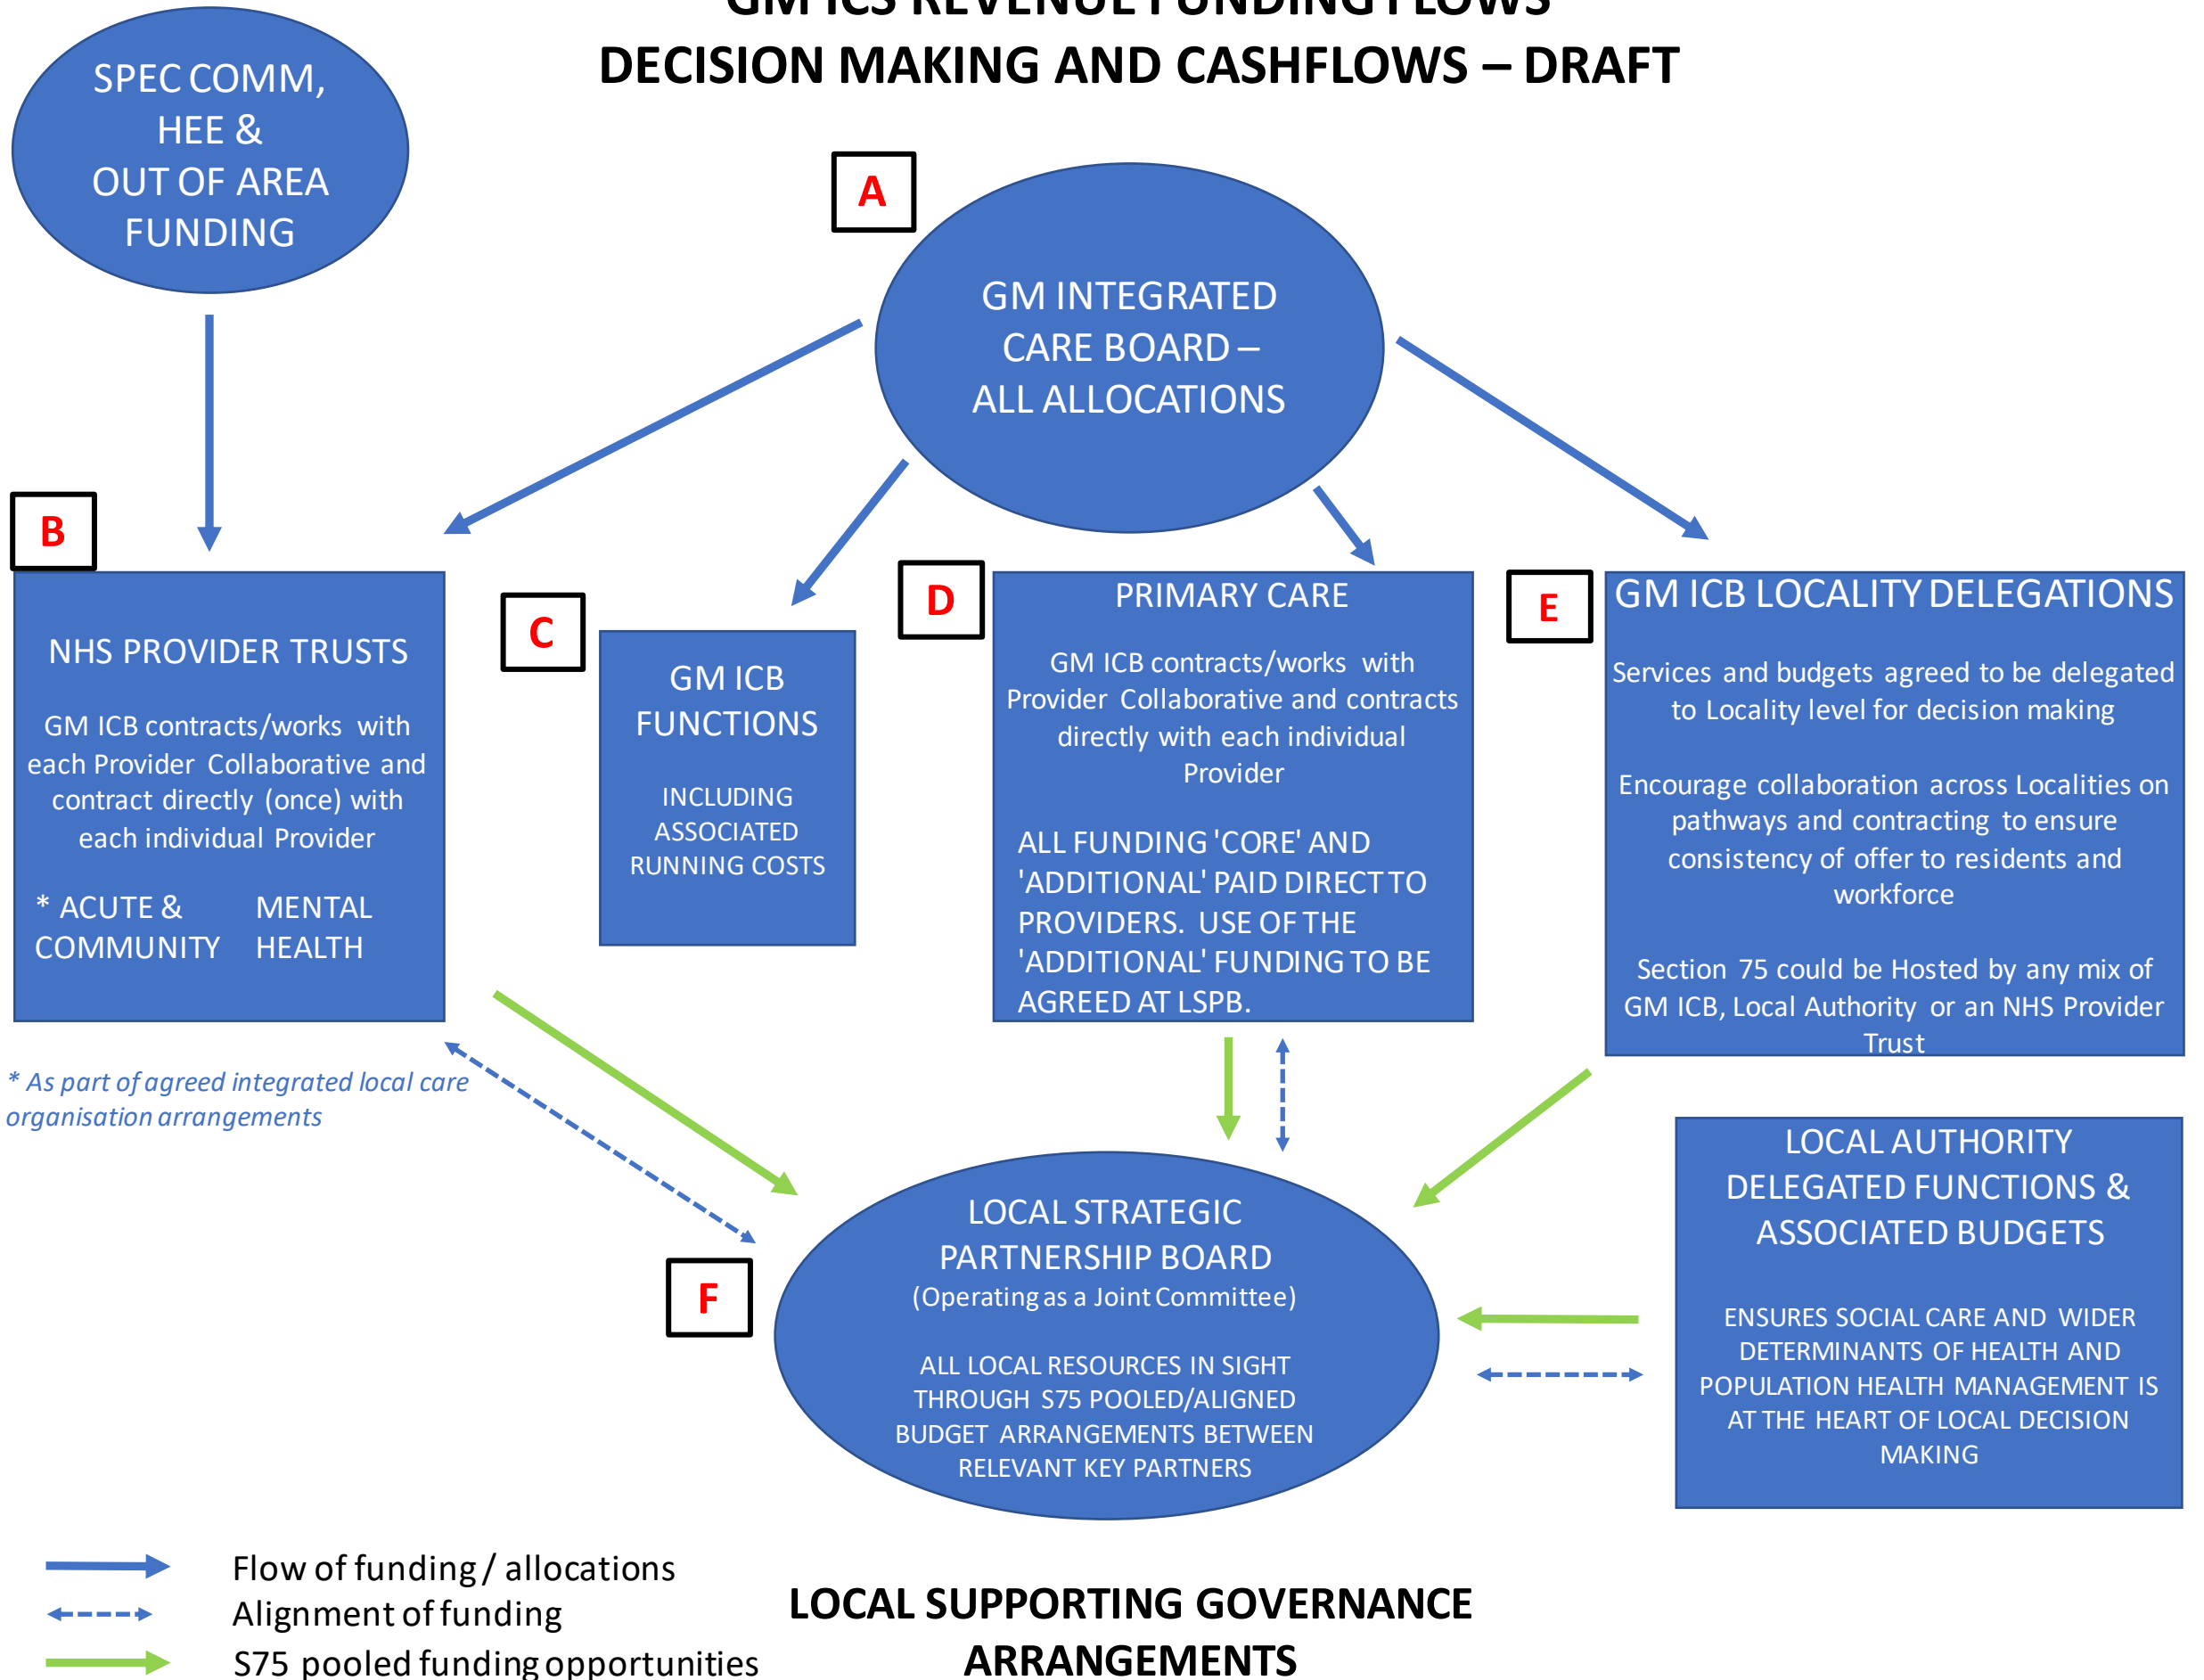 GM ICS REVENUE FUNDING FLOWS
DECISION MAKING AND CASHFLOWS – DRAFT
SPEC COMM,
HEE &
OUT OF AREA
FUNDING
A
GM INTEGRATED
CARE BOARD –
ALL ALLOCATIONS
B
NHS PROVIDER TRUSTS
GM ICB contracts/works with
each Provider Collaborative and
contract directly (once) with
each individual Provider
* ACUTE &
COMMUNITY
MENTAL
HEALTH
* As part of agreed integrated local care
organisation arrangements
C
GM ICB
FUNCTIONS
INCLUDING
ASSOCIATED
RUNNING COSTS
D
PRIMARY CARE
GM ICB contracts/works with
Provider Collaborative and contracts
directly with each individual
Provider
ALL FUNDING 'CORE' AND
'ADDITIONAL' PAID DIRECT TO
PROVIDERS. USE OF THE
'ADDITIONAL' FUNDING TO BE
AGREED AT LSPB.
E
GM ICB LOCALITY DELEGATIONS
Services and budgets agreed to be delegated
to Locality level for decision making
Encourage collaboration across Localities on
pathways and contracting to ensure
consistency of offer to residents and
workforce
Section 75 could be Hosted by any mix of
GM ICB, Local Authority or an NHS Provider
Trust
F
LOCAL STRATEGIC
PARTNERSHIP BOARD
(Operating as a Joint Committee)
ALL LOCAL RESOURCES IN SIGHT
THROUGH S75 POOLED/ALIGNED
BUDGET ARRANGEMENTS BETWEEN
RELEVANT KEY PARTNERS
LOCAL AUTHORITY
DELEGATED FUNCTIONS &
ASSOCIATED BUDGETS
ENSURES SOCIAL CARE AND WIDER
DETERMINANTS OF HEALTH AND
POPULATION HEALTH MANAGEMENT IS
AT THE HEART OF LOCAL DECISION
MAKING
Flow of funding / allocations
Alignment of funding
S75 pooled funding opportunities
LOCAL SUPPORTING GOVERNANCE
ARRANGEMENTS